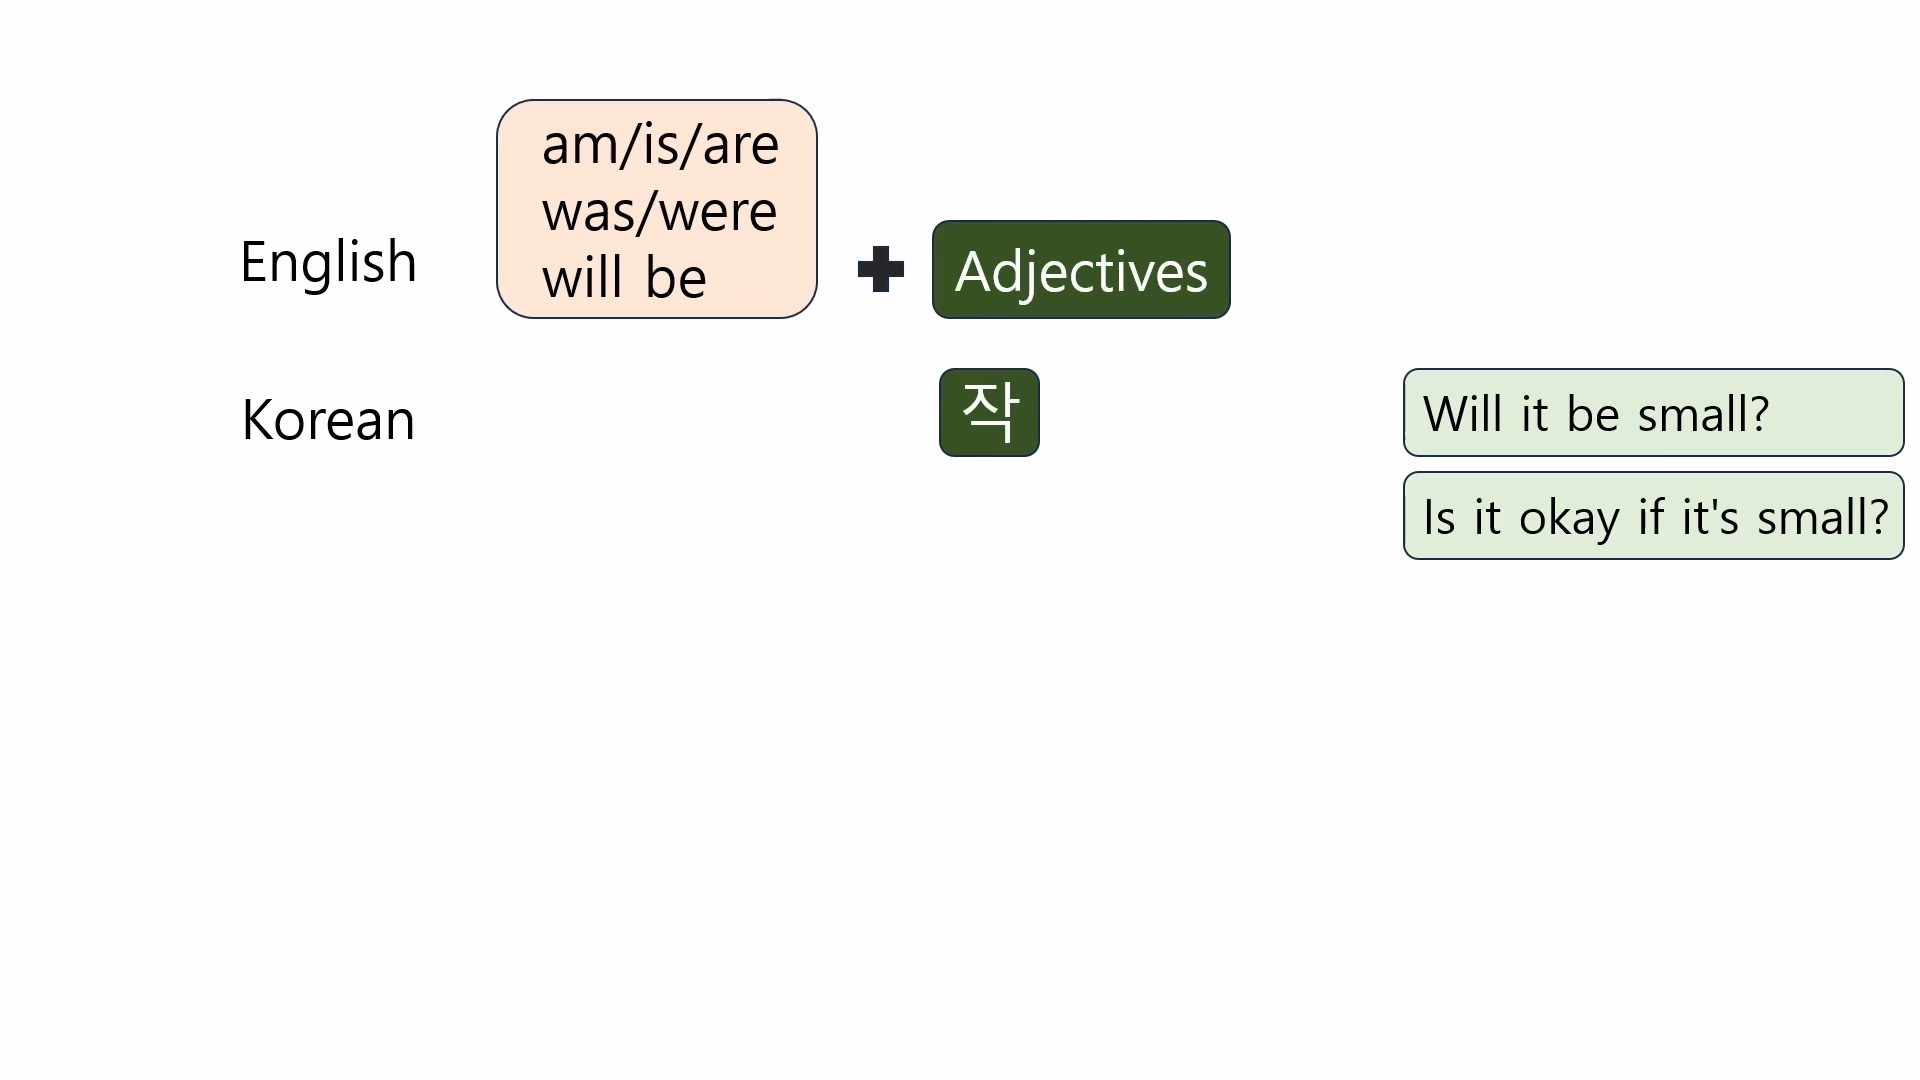 am/is/are
was/were
will be
English
Adjectives
Korean
작
Will it be small?
Is it okay if it's small?